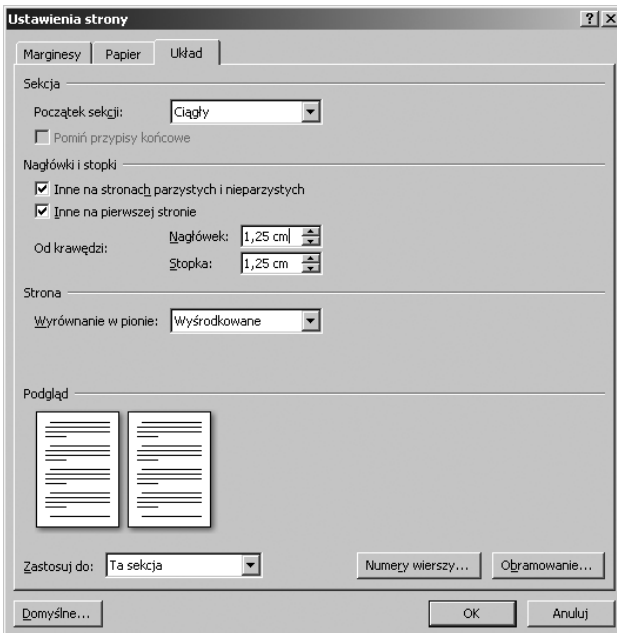 Ustawienia strony
Marginesy Papier Układ
Sekcja
Początek sekcji: Ciągły
Pomiń przypisy końcowe
Nagłówki i stopki
Inne na stronach parzystych i nieparzystych
Inne na pierwszej stronie
Nagłówek: 1,25 cm
Od krawędzi:
Stopka: 1,25 cm
Strona
Wyrównanie w pionie: Wyśrodkowane
Podgląd
Zastosuj do: Ta sekcja Numery wierszy... Obramowanie...
Domyślne... OK Anuluj